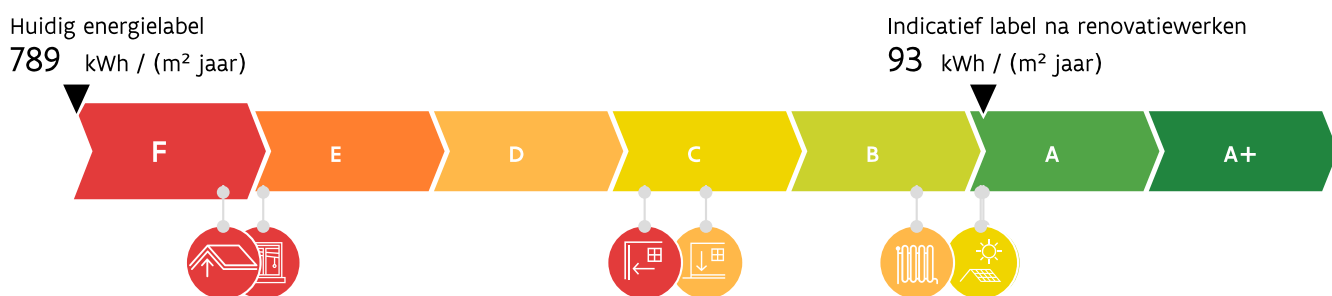 Huidig energielabel
789 kWh / (m² jaar)
Indicatief label na renovatiewerken
93 kWh / (m² jaar)
F E D C B A A+